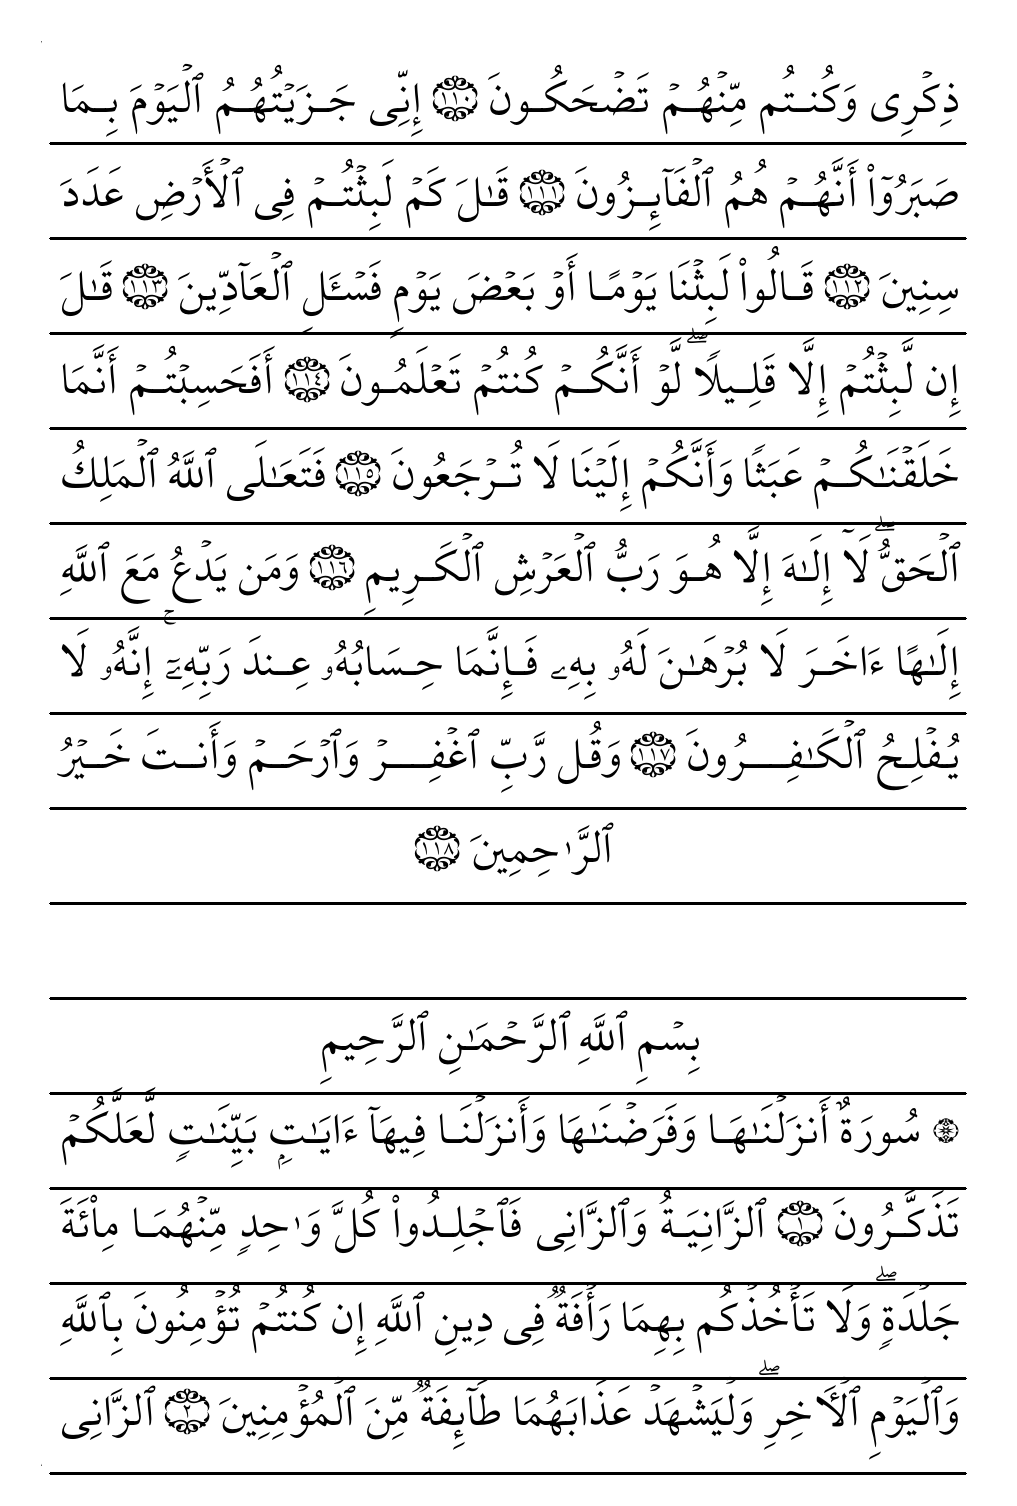 ذِكْرِى وَكُنتُم مِّنْهُمْ تَضْحَكُونَ ١١٠ إِنِّى جَزَيْتُهُمُ ٱلْيَوْمَ بِمَا
صَبَرُوٓا۟ أَنَّهُمْ هُمُ ٱلْفَآئِزُونَ ١١١ قَٰلَ كَمْ لَبِثْتُمْ فِى ٱلْأَرْضِ عَدَدَ
سِنِينَ ١١٢ قَالُوا۟ لَبِثْنَا يَوْمًا أَوْ بَعْضَ يَوْمٍ فَسْـَٔلِ ٱلْعَآدِّينَ ١١٣ قَٰلَ
إِن لَّبِثْتُمْ إِلَّا قَلِيلًا ۖ لَّوْ أَنَّكُمْ كُنتُمْ تَعْلَمُونَ ١١٤ أَفَحَسِبْتُمْ أَنَّمَا
خَلَقْنَٰكُمْ عَبَثًا وَأَنَّكُمْ إِلَيْنَا لَا تُرْجَعُونَ ١١٥ فَتَعَٰلَى ٱللَّهُ ٱلْمَلِكُ
ٱلْحَقُّ ۖ لَآ إِلَٰهَ إِلَّا هُوَ رَبُّ ٱلْعَرْشِ ٱلْكَرِيمِ ١١٦ وَمَن يَدْعُ مَعَ ٱللَّهِ
إِلَٰهًا ءَاخَرَ لَا بُرْهَٰنَ لَهُۥ بِهِۦ فَإِنَّمَا حِسَابُهُۥ عِندَ رَبِّهِۦٓ ۚ إِنَّهُۥ لَا
يُفْلِحُ ٱلْكَٰفِرُونَ ١١٧ وَقُل رَّبِّ ٱغْفِرْ وَٱرْحَمْ وَأَنتَ خَيْرُ
ٱلرَّٰحِمِينَ ١١٨
بِسْمِ ٱللَّهِ ٱلرَّحْمَٰنِ ٱلرَّحِيمِ
۞ سُورَةٌ أَنزَلْنَٰهَا وَفَرَضْنَٰهَا وَأَنزَلْنَا فِيهَآ ءَايَٰتٍۭ بَيِّنَٰتٍ لَّعَلَّكُمْ
تَذَكَّرُونَ ١ ٱلزَّانِيَةُ وَٱلزَّانِى فَٱجْلِدُوا۟ كُلَّ وَٰحِدٍ مِّنْهُمَا مِا۟ئَةَ
جَلْدَةٍ ۖ وَلَا تَأْخُذْكُم بِهِمَا رَأْفَةٌ فِى دِينِ ٱللَّهِ إِن كُنتُمْ تُؤْمِنُونَ بِٱللَّهِ
وَٱلْيَوْمِ ٱلْـَٔاخِرِ ۖ وَلْيَشْهَدْ عَذَابَهُمَا طَآئِفَةٌ مِّنَ ٱلْمُؤْمِنِينَ ٢ ٱلزَّانِى